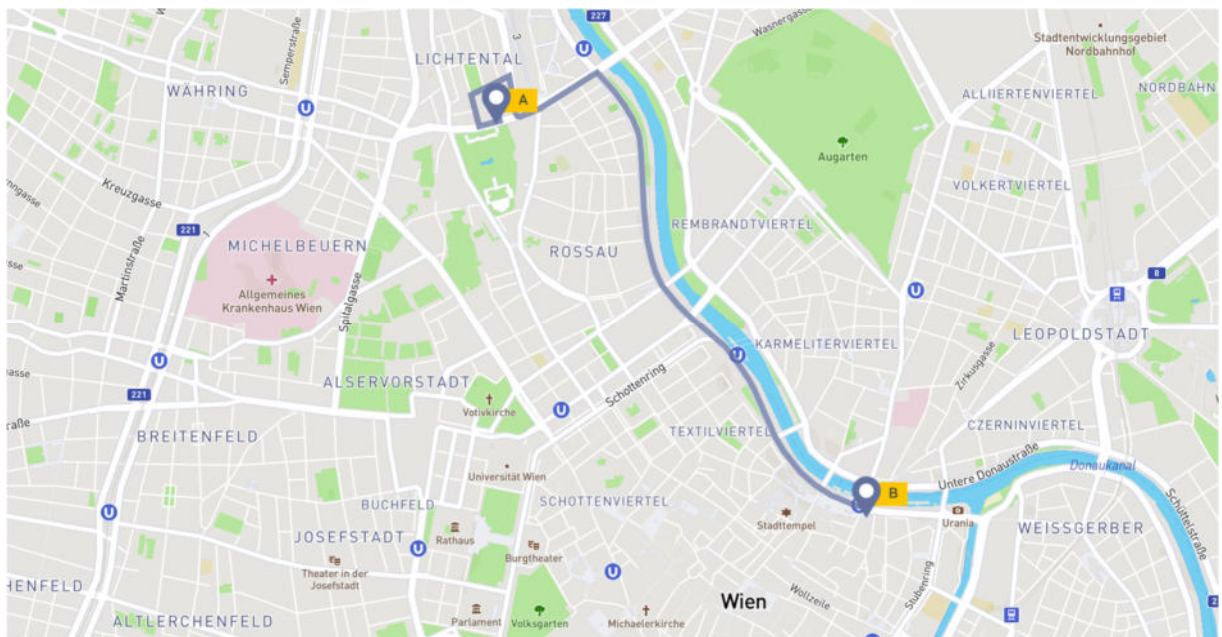 227
Wasnergasse
Stadtentwicklungsgebiet
Nordbahnhof
3
LICHTENTAL
Semperstraße
WÄHRING
U
U
A
ALLIIERTENVIERTEL
NORDBAHN
Augarten
VOLKERTVIERTEL
Kreuzgasse
221
1
MICHELBEUERN
REMBRANDTVIERTEL
ROSSAU
Martinstraße
Allgemeines
Krankenhaus Wien
Spitalgasse
8
U
LEOPOLDSTADT
KARMELITERVIERTEL
U
U
Zirkusgasse
ALSERVORSTADT
Schottenring
221
Votivkirche
U
BREITENFELD
TEXTILVIERTEL
CZERNINVIERTEL
Untere Donaustraße
Donaukanal
Universität Wien
BUCHFELD
SCHOTTENVIERTEL
B
U
Schüttelstraße
U
Stadttempel
Urania
WEISSGERBER
JOSEFSTADT
Rathaus
Burgtheater
U
Theater in der
Josefstadt
U
CHENFELD
HENFELD
Wollzeile
Stubenring
Wien
ALTLERCHENFELD
Parlament
Volksgarten
Michaelerkirche
U